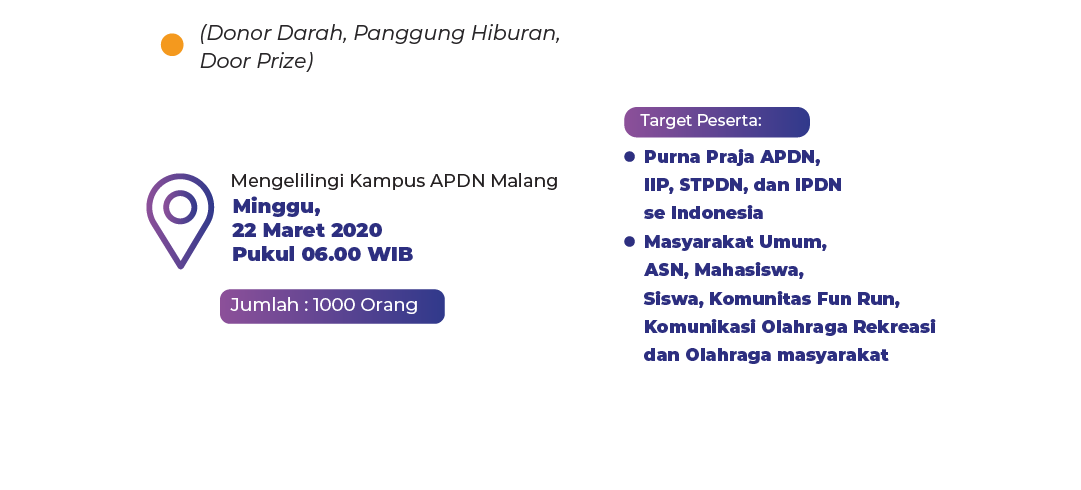 (Donor Darah, Panggung Hiburan,
Door Prize)
Mengelilingi Kampus APDN Malang
Minggu,
22 Maret 2020
Pukul 06.00 WIB
Jumlah : 1000 Orang
Target Peserta:
Purna Praja APDN,
IIP, STPDN, dan IPDN
se Indonesia
Masyarakat Umum,
ASN, Mahasiswa,
Siswa, Komunitas Fun Run,
Komunikasi Olahraga Rekreasi
dan Olahraga masyarakat